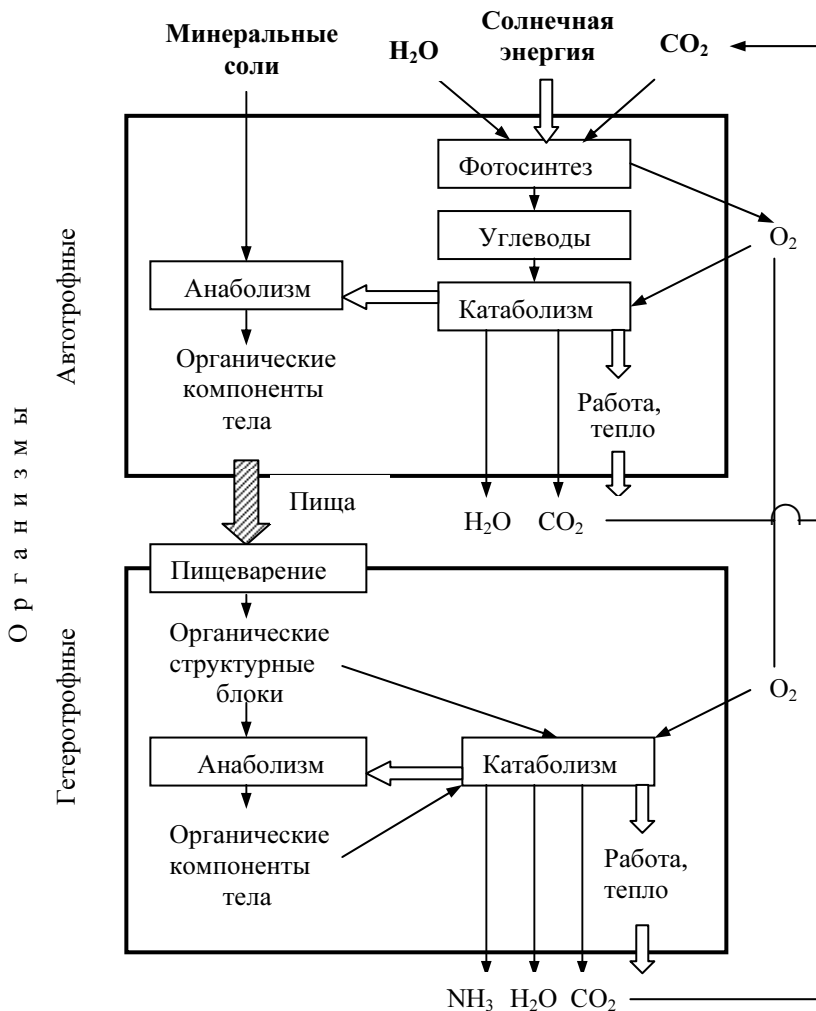 Минеральные
соли
H₂O
Солнечная
энергия
CO₂
Фотосинтез
Углеводы
O₂
Анаболизм
Катаболизм
Органические
компоненты
тела
Работа,
тепло
Пища
H₂O CO₂
Автотрофные
Организмы
Пищеварение
Органические
структурные
блоки
O₂
Анаболизм
Катаболизм
Органические
компоненты
тела
Работа,
тепло
Гетеротрофные
NH₃ H₂O CO₂